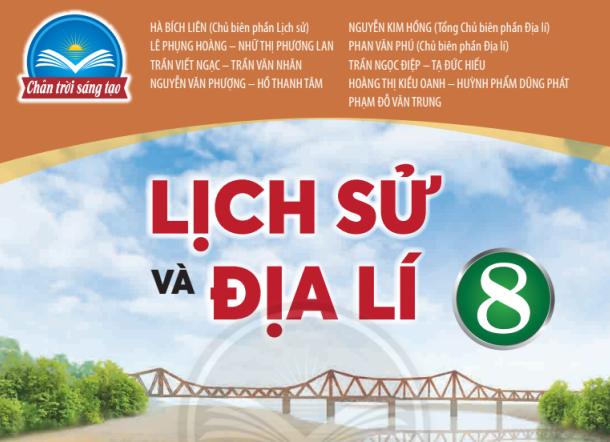 Chân trời sáng tạo
HÀ BÍCH LIÊN (Chủ biên phần Lịch sử)
LÊ PHỤNG HOÀNG – NHỮ THỊ PHƯƠNG LAN
TRẦN VIẾT NGẠC – TRẦN VĂN NHÂN
NGUYỄN VĂN PHƯỢNG – HỒ THANH TÂM
NGUYỄN KIM HỒNG (Tổng Chủ biên phần Địa lí)
PHAN VĂN PHÚ (Chủ biên phần Địa lí)
TRẦN NGỌC ĐIỆP – TẠ ĐỨC HIẾU
HOÀNG THỊ KIỀU OANH – HUỲNH PHẨM DŨNG PHÁT
PHẠM ĐỖ VĂN TRUNG
LỊCH SỬ
VÀ ĐỊA LÍ
8